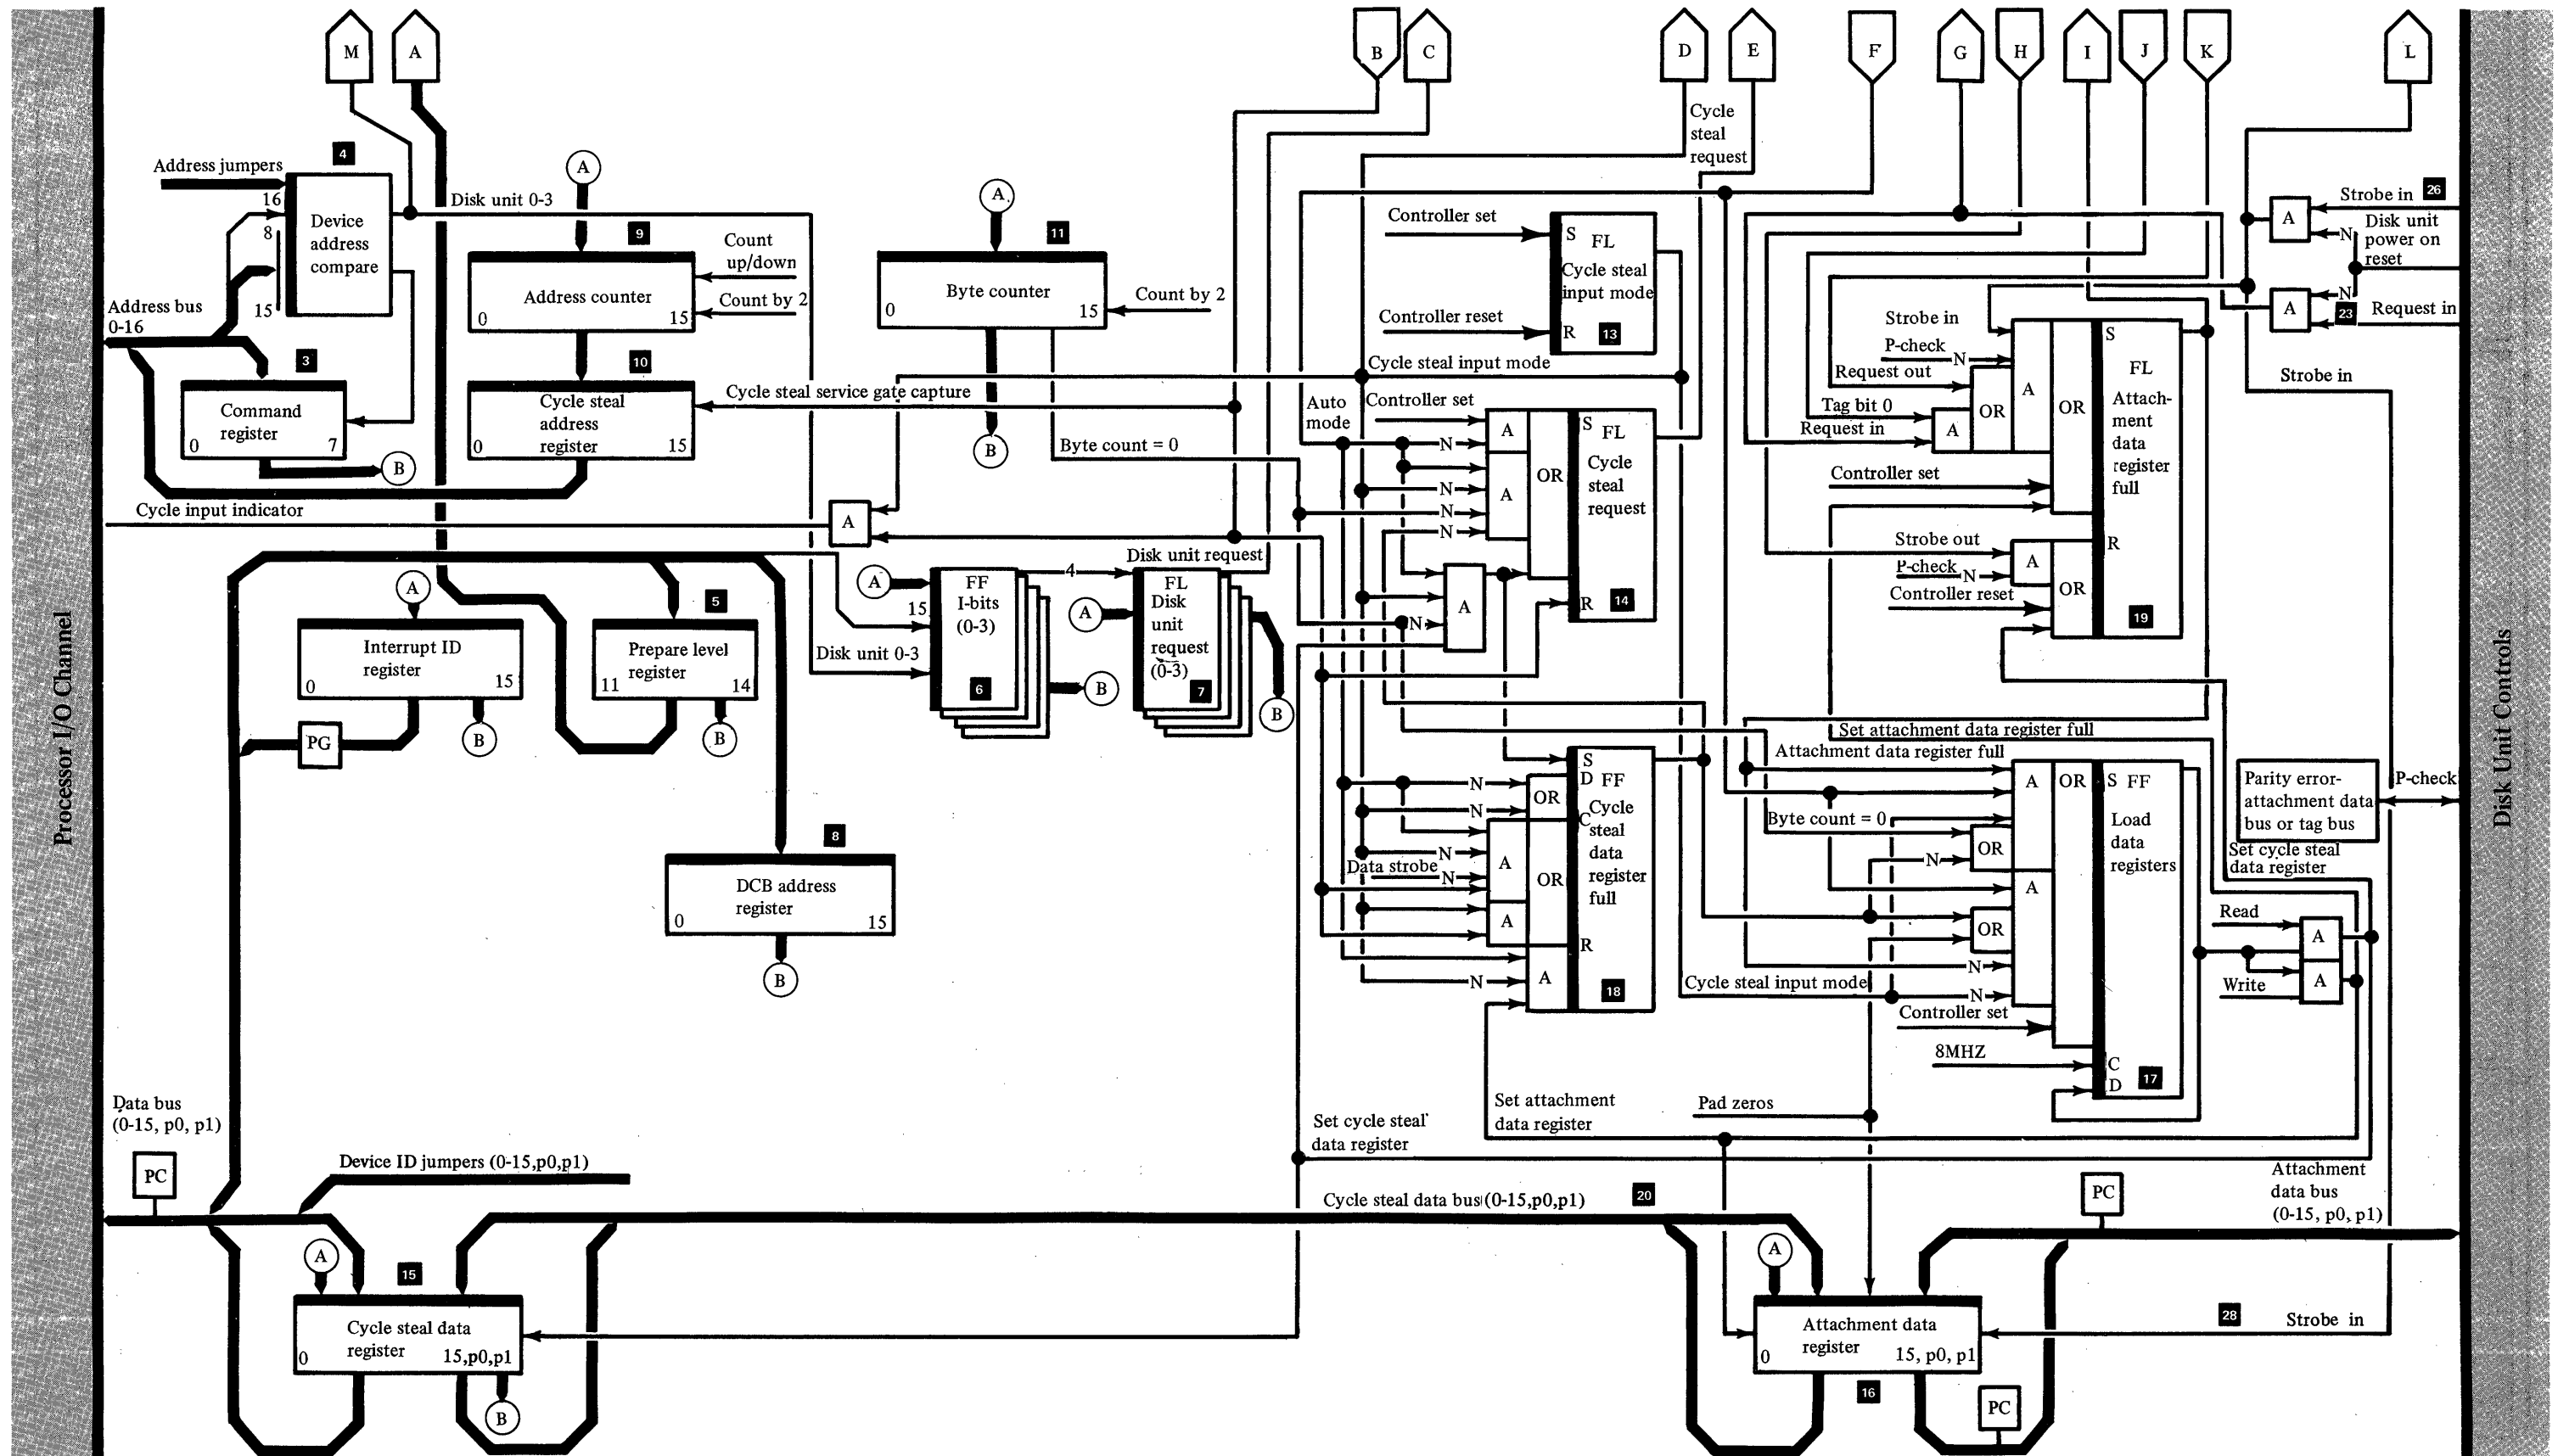 M
A
B
C
D
E
F
G
H
I
J
K
L
Cycle
steal
request
Address jumpers
4
16
8
15
Device
address
compare
Disk unit 0-3
A
9
Count
up/down
Address counter
0
15
Count by 2
A
11
Byte counter
0
15
Count by 2
Controller set
S
FL
Cycle steal
input mode
Controller reset
R
13
Strobe in
26
A
N
Disk unit
power on
reset
N
A
23
Request in
Address bus
0-16
3
Command
register
0
7
B
10
Cycle steal
address
register
0
15
Cycle steal service gate capture
Cycle steal input mode
B
Byte count = 0
Auto
mode
Controller set
N
N
N
N
A
A
OR
S
FL
Cycle
steal
request
R
14
A
N
Strobe in
P-check
N
Request out
Tag bit 0
Request in
A
OR
A
OR
S
FL
Attach-
ment
data
register
full
Controller set
Strobe out
P-check
N
Controller reset
A
OR
R
19
Strobe in
Cycle input indicator
A
A
Interrupt ID
register
0
15
B
PG
5
Prepare level
register
11
14
B
A
15
FF
I-bits
(0-3)
6
Disk unit 0-3
B
4
Disk unit request
A
FL
Disk
unit
request
(0-3)
7
B
8
DCB address
register
0
15
B
N
N
OR
Data strobe
N
N
A
OR
A
N
A
S
D
FF
C
Cycle
steal
data
register
full
R
18
Set attachment data register full
Attachment data register full
Byte count = 0
N
OR
OR
N
N
A
A
OR
S
FF
Load
data
registers
Cycle steal input mode
Controller set
8MHZ
C
D
17
Parity error-
attachment data
bus or tag bus
P-check
Set cycle steal
data register
Read
A
A
Write
Processor I/O Channel
Disk Unit Controls
Data bus
(0-15, p0, p1)
PC
Device ID jumpers (0-15,p0,p1)
Set cycle steal
data register
Set attachment
data register
Pad zeros
Cycle steal data bus (0-15,p0,p1)
20
PC
Attachment
data bus
(0-15, p0, p1)
A
15
Cycle steal data
register
0
15,p0,p1
B
A
Attachment data
register
0
15, p0, p1
16
28
Strobe in
PC